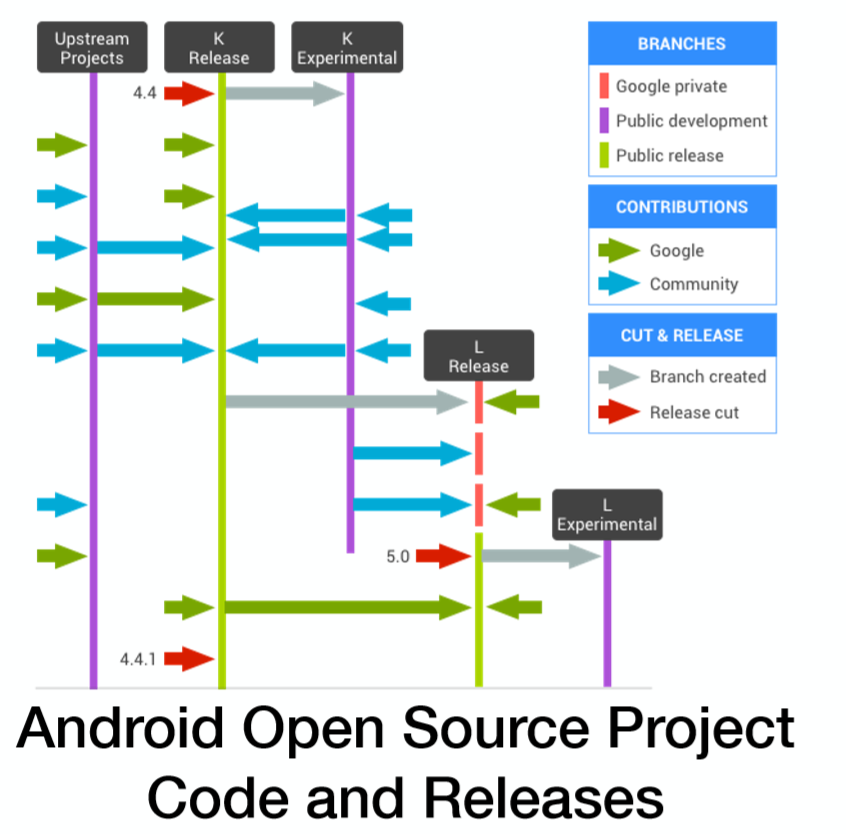 Upstream
Projects
K
Release
K
Experimental
BRANCHES
Google private
Public development
Public release
4.4
CONTRIBUTIONS
Google
Community
CUT & RELEASE
Branch created
Release cut
L
Release
L
Experimental
5.0
4.4.1
Android Open Source Project
Code and Releases